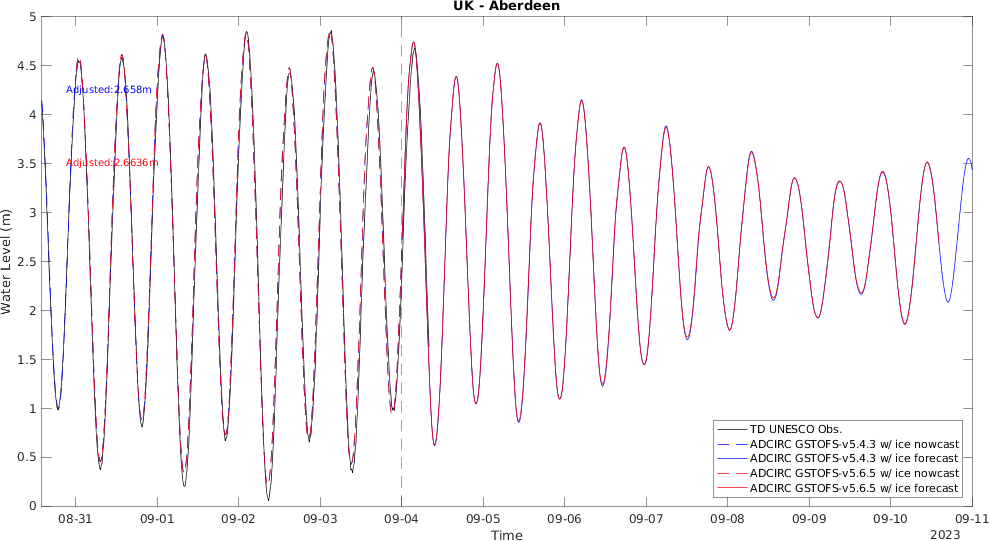 UK - Aberdeen
5
4.5
4
3.5
3
2.5
2
1.5
1
0.5
0
Water Level (m)
Adjusted:2.658m
Adjusted:2.6636m
TD UNESCO Obs.
ADCIRC GSTOFS-v5.4.3 w/ ice nowcast
ADCIRC GSTOFS-v5.4.3 w/ ice forecast
ADCIRC GSTOFS-v5.6.5 w/ ice nowcast
ADCIRC GSTOFS-v5.6.5 w/ ice forecast
08-31 09-01 09-02 09-03 09-04 09-05 09-06 09-07 09-08 09-09 09-10 09-11
Time
2023